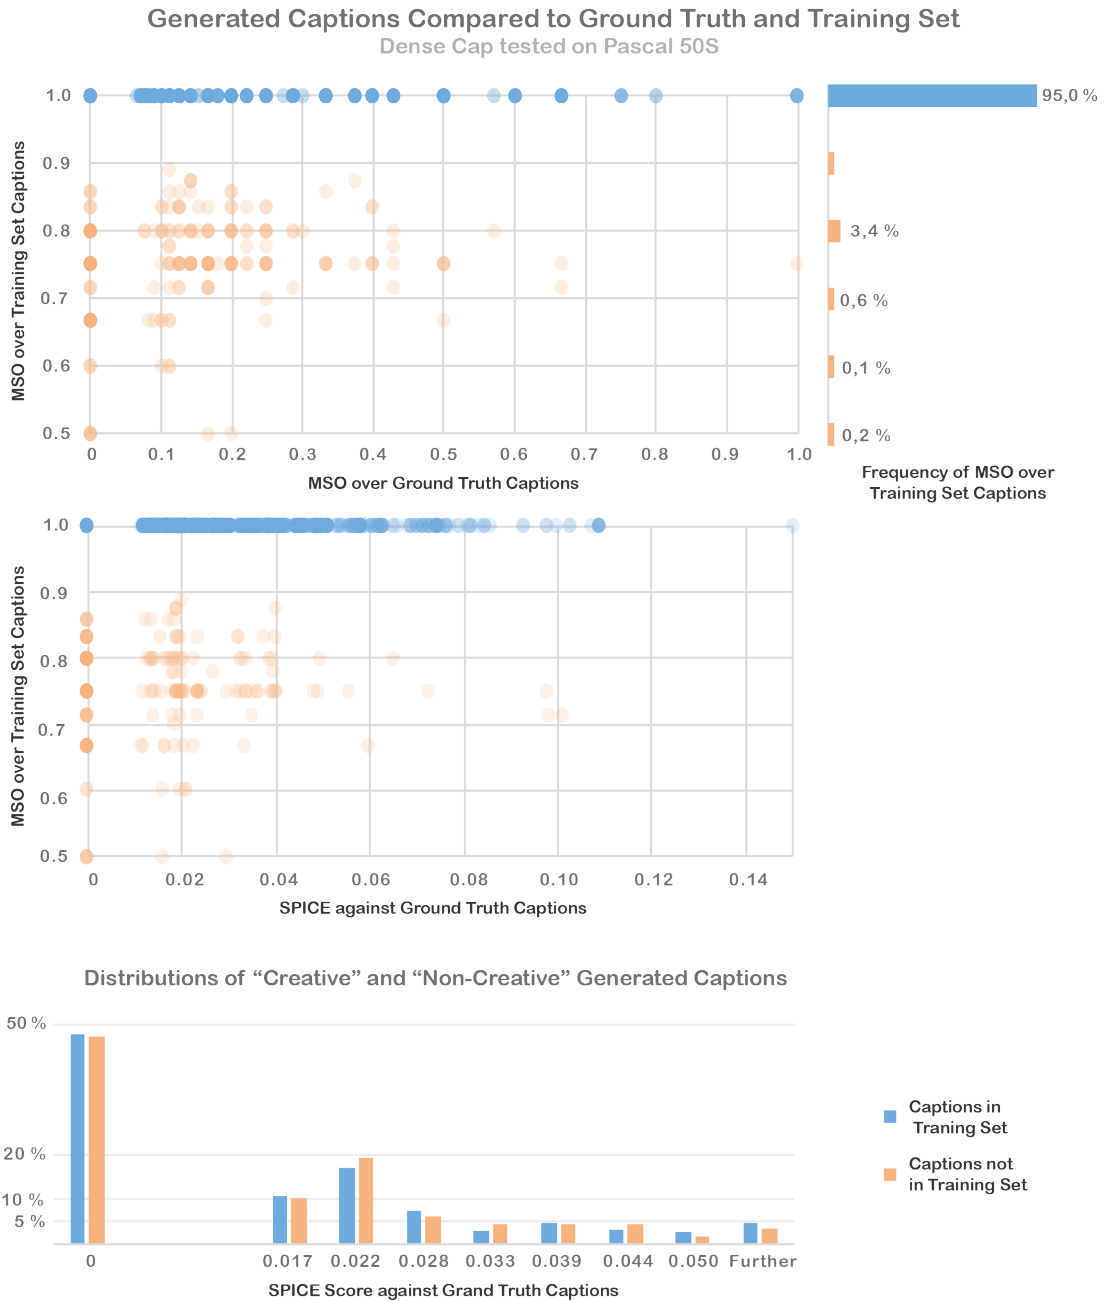 Generated Captions Compared to Ground Truth and Training Set
Dense Cap tested on Pascal 50S
MSO over Training Set Captions
1.0
0.9
0.8
0.7
0.6
0.5
0 0.1 0.2 0.3 0.4 0.5 0.6 0.7 0.8 0.9 1.0
MSO over Ground Truth Captions
95,0 %
3,4 %
0,6 %
0,1 %
0,2 %
Frequency of MSO over
Training Set Captions
MSO over Training Set Captions
1.0
0.9
0.8
0.7
0.6
0.5
0 0.02 0.04 0.06 0.08 0.10 0.12 0.14
SPICE against Ground Truth Captions
Distributions of “Creative” and “Non-Creative” Generated Captions
50 %
20 %
10 %
5 %
0 0.017 0.022 0.028 0.033 0.039 0.044 0.050 Further
SPICE Score against Grand Truth Captions
Captions in
Traning Set
Captions not
in Training Set